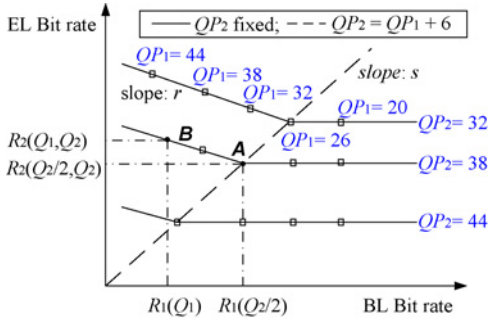 EL Bit rate
QP2 fixed; QP2 = QP1 + 6
QP1= 44
QP1= 38
slope: s
slope: r
QP1= 32
QP1= 20
QP1= 26
QP2= 32
R2(Q1,Q2)
B
A
R2(Q2/2,Q2)
QP2= 38
QP2= 44
R1(Q1)
R1(Q2/2)
BL Bit rate